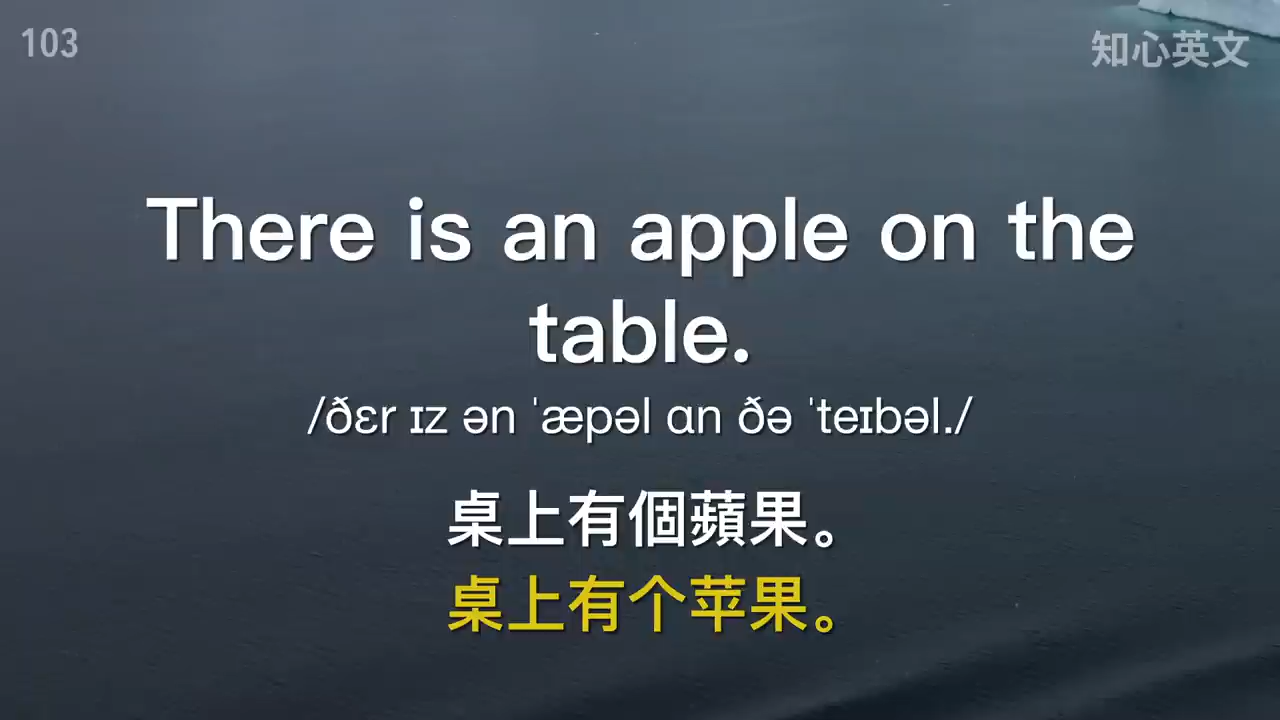 103
知心英文
There is an apple on the
table.
/ðɛr ɪz ən ˈæpəl ɑn ðə ˈteɪbəl./
桌上有個蘋果。
桌上有个苹果。